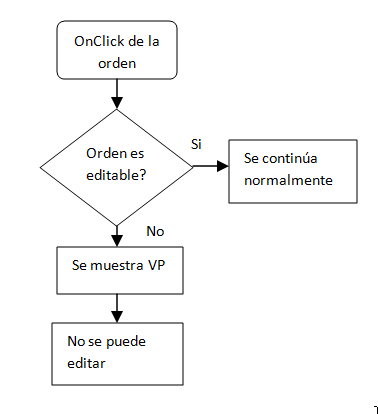 OnClick de la
orden
Orden es
editable?
Si
Se continúa
normalmente
No
Se muestra VP
No se puede
editar